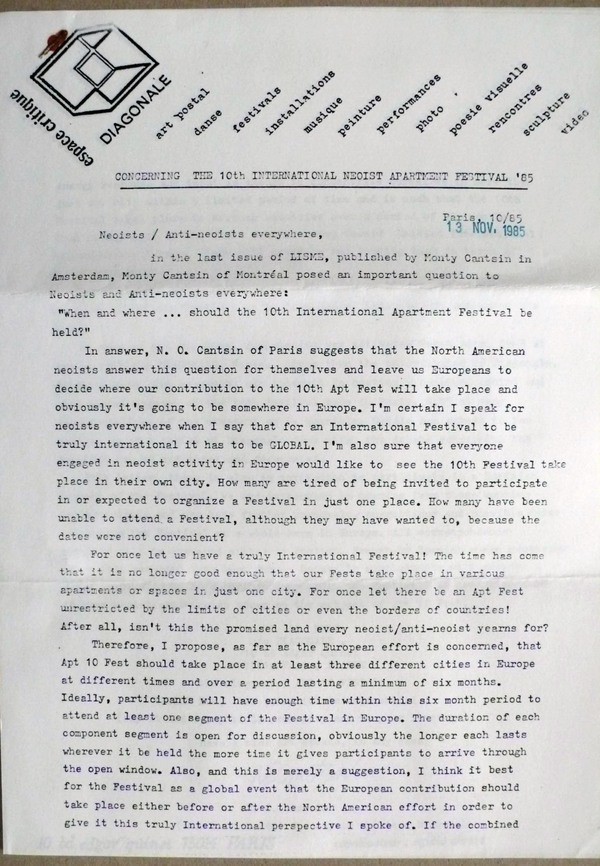 espace critique
DIAGONALE
art postal
danse
festivals
installations
musique
peinture
performances
photo
poesie visuelle
rencontres
sculpture
video
CONCERNING THE 10th INTERNATIONAL NEOIST APARTMENT FESTIVAL '85
Paris, 10/85
13 NOV. 1985
Neoists / Anti-neoists everywhere,
in the last issue of LISME, published by Monty Cantsin in
Amsterdam, Monty Cantsin of Montréal posed an important question to
Neoists and Anti-neoists everywhere:
"When and where ... should the 10th International Apartment Festival be
held?"
In answer, N. O. Cantsin of Paris suggests that the North American
neoists answer this question for themselves and leave us Europeans to
decide where our contribution to the 10th Apt Fest will take place and
obviously it's going to be somewhere in Europe. I'm certain I speak for
neoists everywhere when I say that for an International Festival to be
truly international it has to be GLOBAL. I'm also sure that everyone
engaged in neoist activity in Europe would like to see the 10th Festival take
place in their own city. How many are tired of being invited to participate
in or expected to organize a Festival in just one place. How many have been
unable to attend a Festival, although they may have wanted to, because the
dates were not convenient?
For once let us have a truly International Festival! The time has come
that it is no longer good enough that our Fests take place in various
apartments or spaces in just one city. For once let there be an Apt Fest
unrestricted by the limits of cities or even the borders of countries!
After all, isn't this the promised land every neoist/anti-neoist yearns for?
Therefore, I propose, as far as the European effort is concerned, that
Apt 10 Fest should take place in at least three different cities in Europe
at different times and over a period lasting a minimum of six months.
Ideally, participants will have enough time within this six month period to
attend at least one segment of the Festival in Europe. The duration of each
component segment is open for discussion, obviously the longer each lasts
wherever it be held the more time it gives participants to arrive through
the open window. Also, and this is merely a suggestion, I think it best
for the Festival as a global event that the European contribution should
take place either before or after the North American effort in order to
give it this truly International perspective I spoke of. If the combined